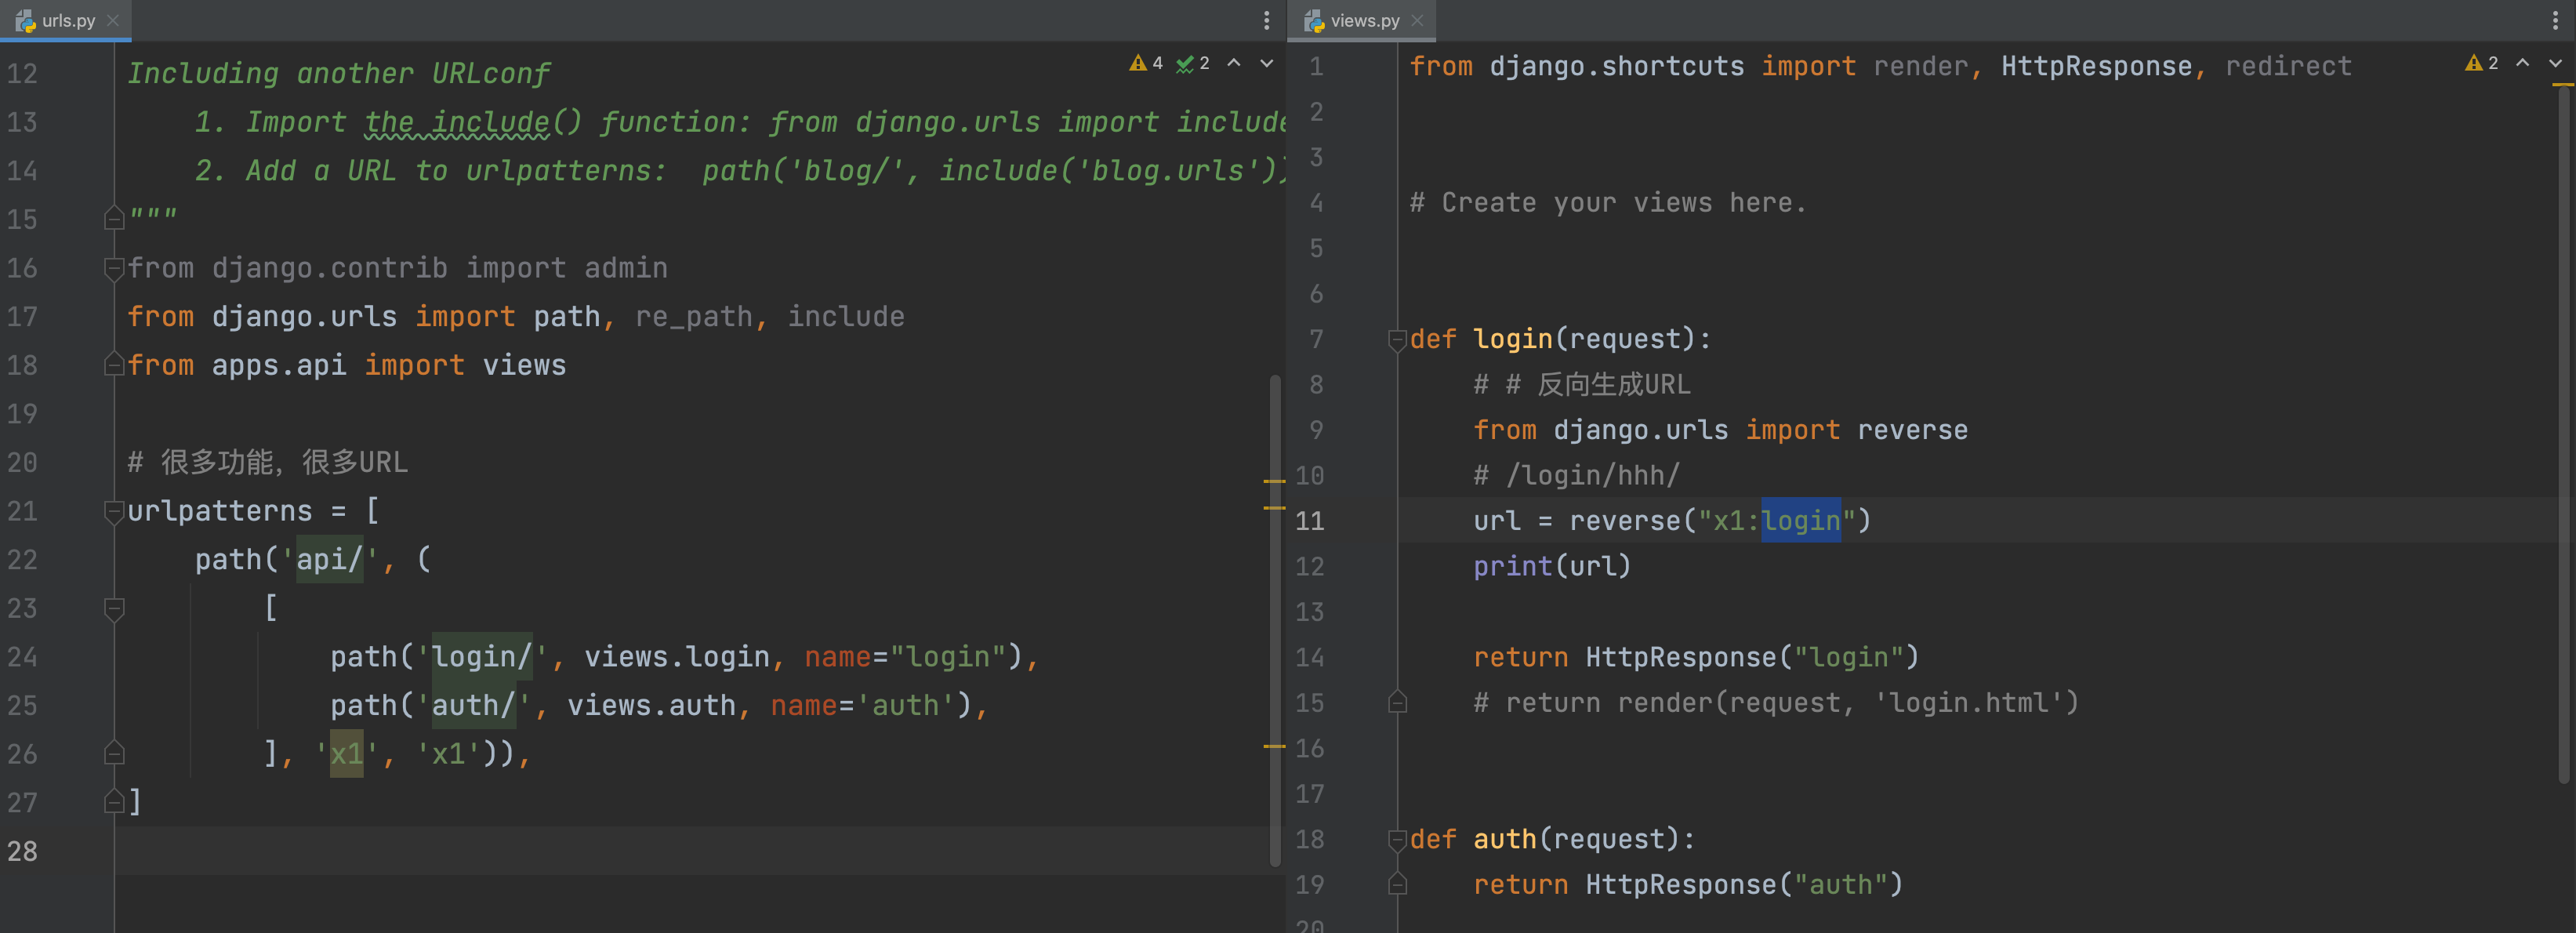 urls.py
4 2
12 Including another URLconf
13 1. Import the include() function: from django.urls import include
14 2. Add a URL to urlpatterns:  path('blog/', include('blog.urls'))
15 """
16 from django.contrib import admin
17 from django.urls import path, re_path, include
18 from apps.api import views
19
20 # 很多功能，很多URL
21 urlpatterns = [
22 path('api/', (
23 [
24 path('login/', views.login, name="login"),
25 path('auth/', views.auth, name='auth'),
26 ], 'x1', 'x1')),
27 ]
28
views.py
2
1 from django.shortcuts import render, HttpResponse, redirect
2
3
4 # Create your views here.
5
6
7 def login(request):
8 # # 反向生成URL
9 from django.urls import reverse
10 # /login/hhh/
11 url = reverse("x1:login")
12 print(url)
13
14 return HttpResponse("login")
15 # return render(request, 'login.html')
16
17
18 def auth(request):
19 return HttpResponse("auth")
20